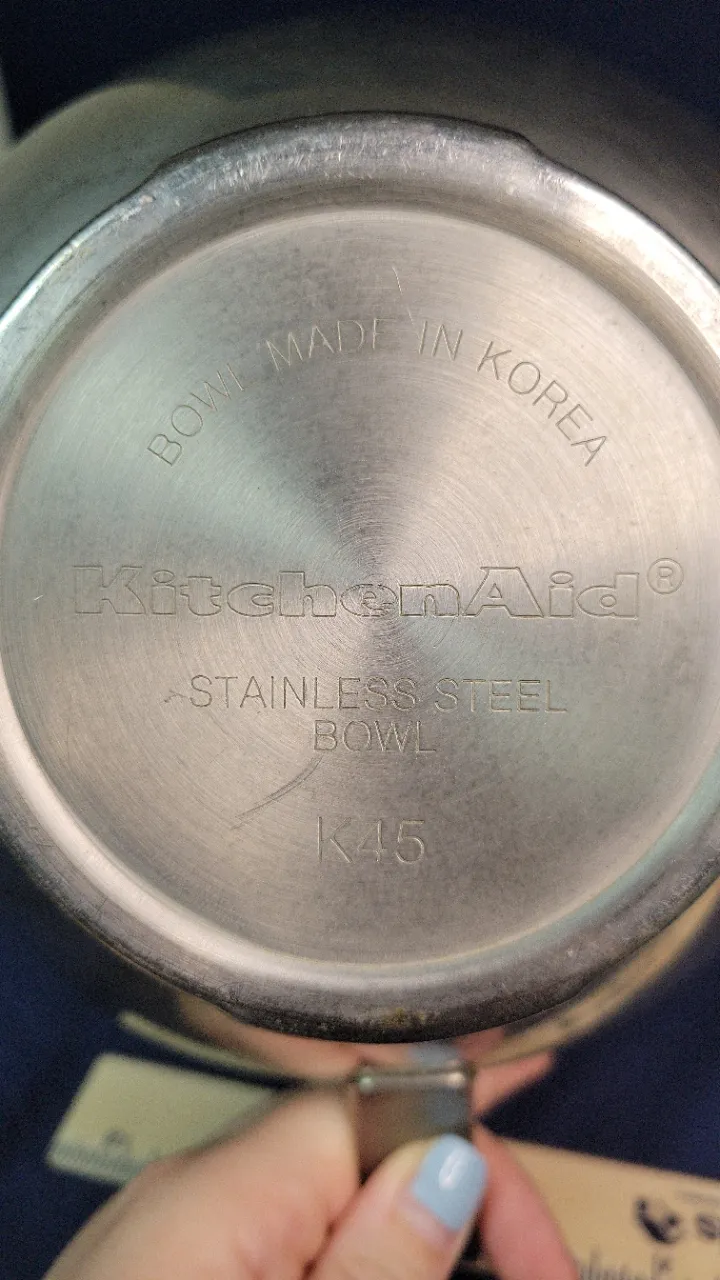 BOWL MADE IN KOREA
KitchenAid®
STAINLESS STEEL
BOWL
K45